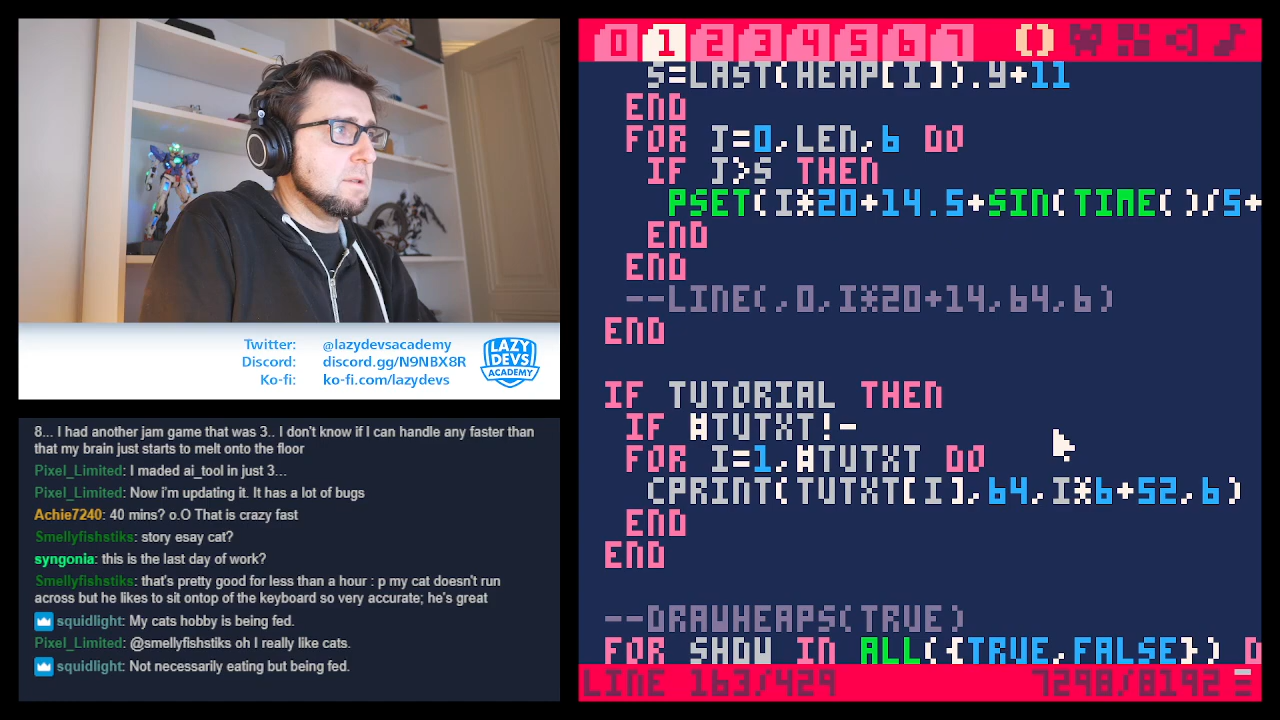 Twitter: @lazydevsacademy
Discord: discord.gg/N9NBX8R
Ko-fi: ko-fi.com/lazydevs
LAZY
DEVS
ACADEMY
8... I had another jam game that was 3.. I don't know if I can handle any faster than
that my brain just starts to melt onto the floor
Pixel_Limited: I maded ai_tool in just 3...
Pixel_Limited: Now i'm updating it. It has a lot of bugs
Achie7240: 40 mins? o.O That is crazy fast
Smellyfishstiks: story esay cat?
syngonia: this is the last day of work?
Smellyfishstiks: that's pretty good for less than a hour : p my cat doesn't run
across but he likes to sit ontop of the keyboard so very accurate; he's great
squidlight: My cats hobby is being fed.
Pixel_Limited: @smellyfishstiks oh I really like cats.
squidlight: Not necessarily eating but being fed.
0 1 2 3 4 5 6 7 ()
S=LAST(HEAP[I]).Y+11
END
FOR J=0,LEN,6 DO
IF J>S THEN
PSET(I*20+14.5+SIN(TIME()/5+
END
END
--LINE(,0,I*20+14,64,6)
END
IF TUTORIAL THEN
IF #TUTXT!-
FOR I=1,#TUTXT DO
CPRINT(TUTXT[I],64,I*6+52,6)
END
END
--DRAWHEAPS(TRUE)
FOR SHOW IN ALL({TRUE,FALSE}) D
LINE 163/429 7298/8192